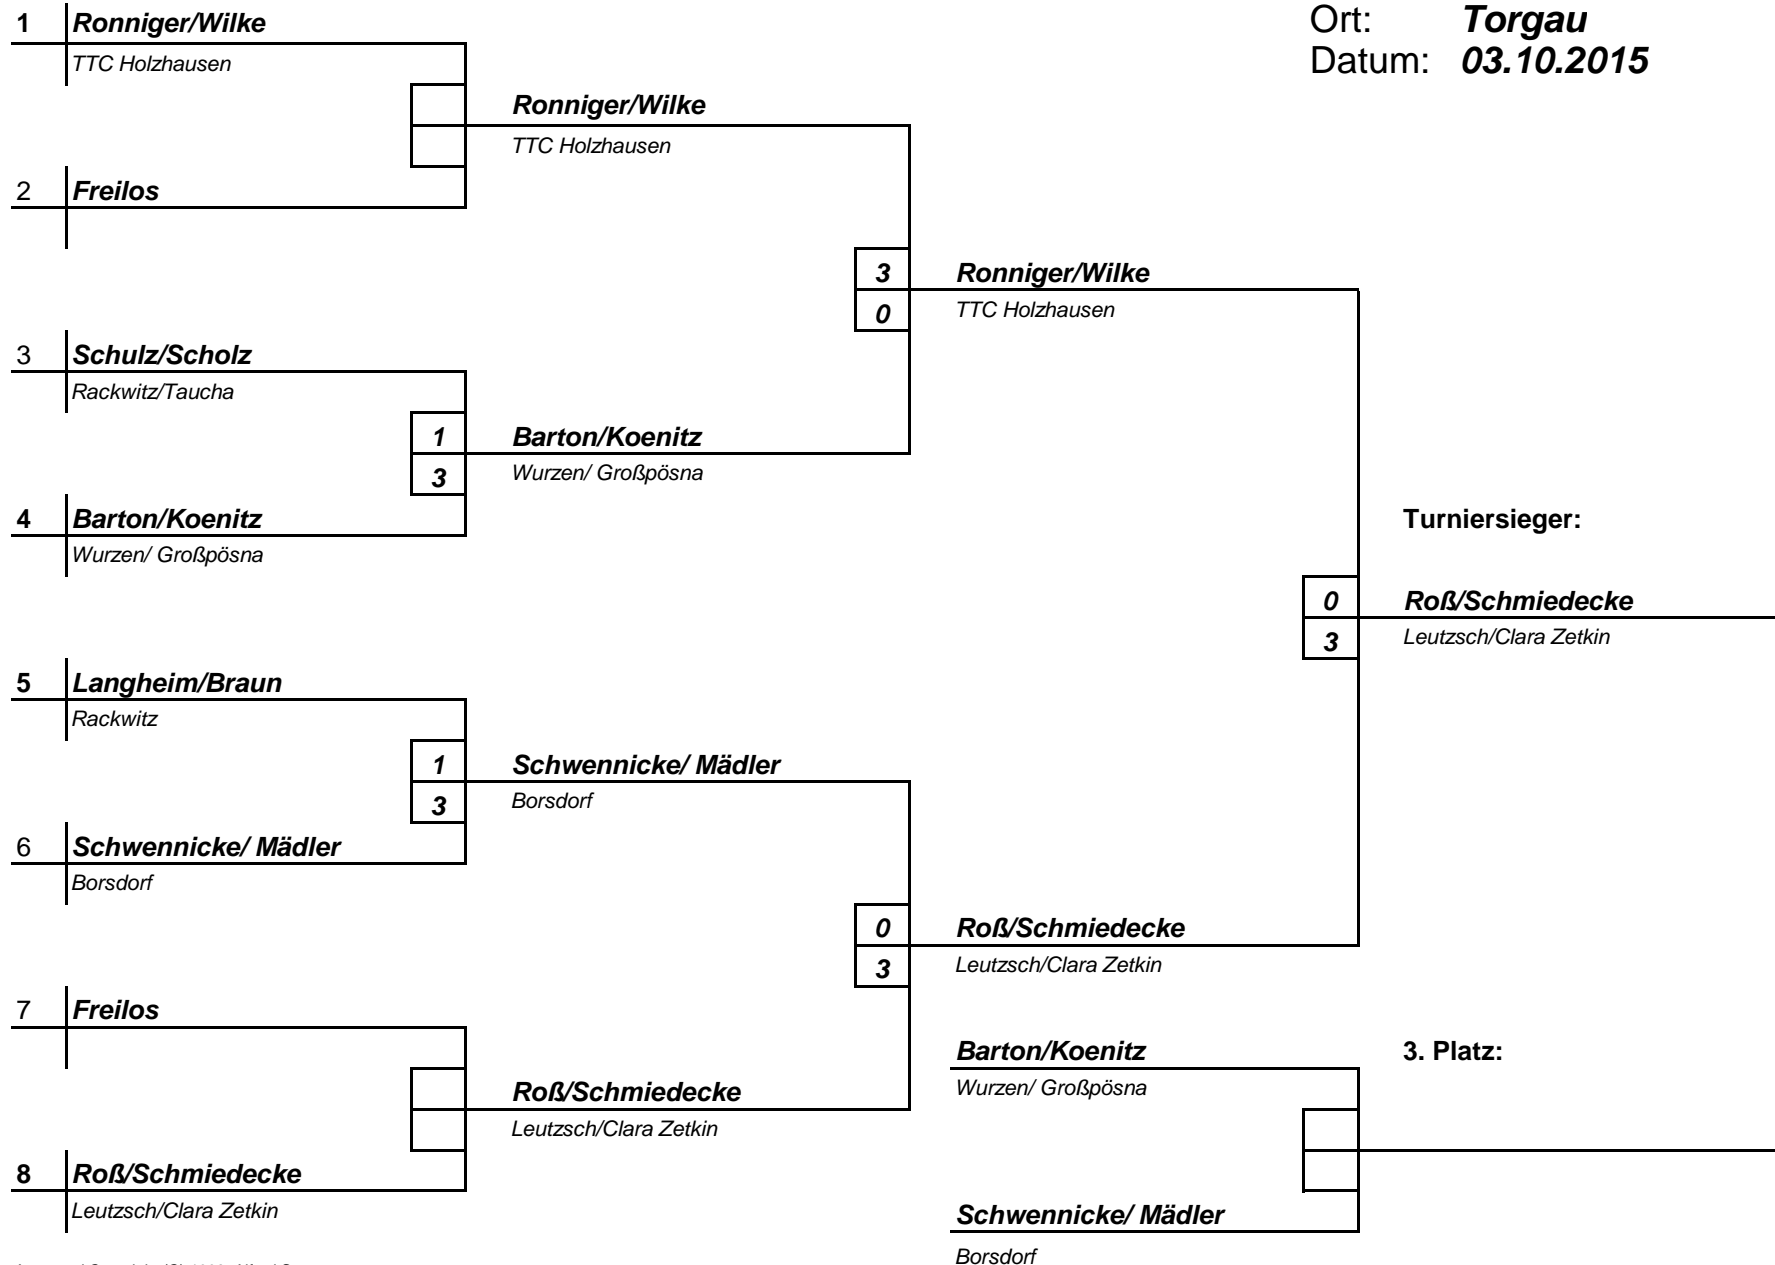 Ort: Torgau
Datum: 03.10.2015
1 Ronniger/Wilke
TTC Holzhausen
Ronniger/Wilke
TTC Holzhausen
2 Freilos
3 Ronniger/Wilke
0 TTC Holzhausen
3 Schulz/Scholz
Rackwitz/Taucha
1 Barton/Koenitz
3 Wurzen/ Großpösna
4 Barton/Koenitz
Wurzen/ Großpösna
Turniersieger:
0 Roß/Schmiedecke
3 Leutzsch/Clara Zetkin
5 Langheim/Braun
Rackwitz
1 Schwennicke/ Mädler
3 Borsdorf
6 Schwennicke/ Mädler
Borsdorf
0 Roß/Schmiedecke
3 Leutzsch/Clara Zetkin
7 Freilos
Barton/Koenitz
Wurzen/ Großpösna
3. Platz:
Roß/Schmiedecke
Leutzsch/Clara Zetkin
8 Roß/Schmiedecke
Leutzsch/Clara Zetkin
Schwennicke/ Mädler
Borsdorf